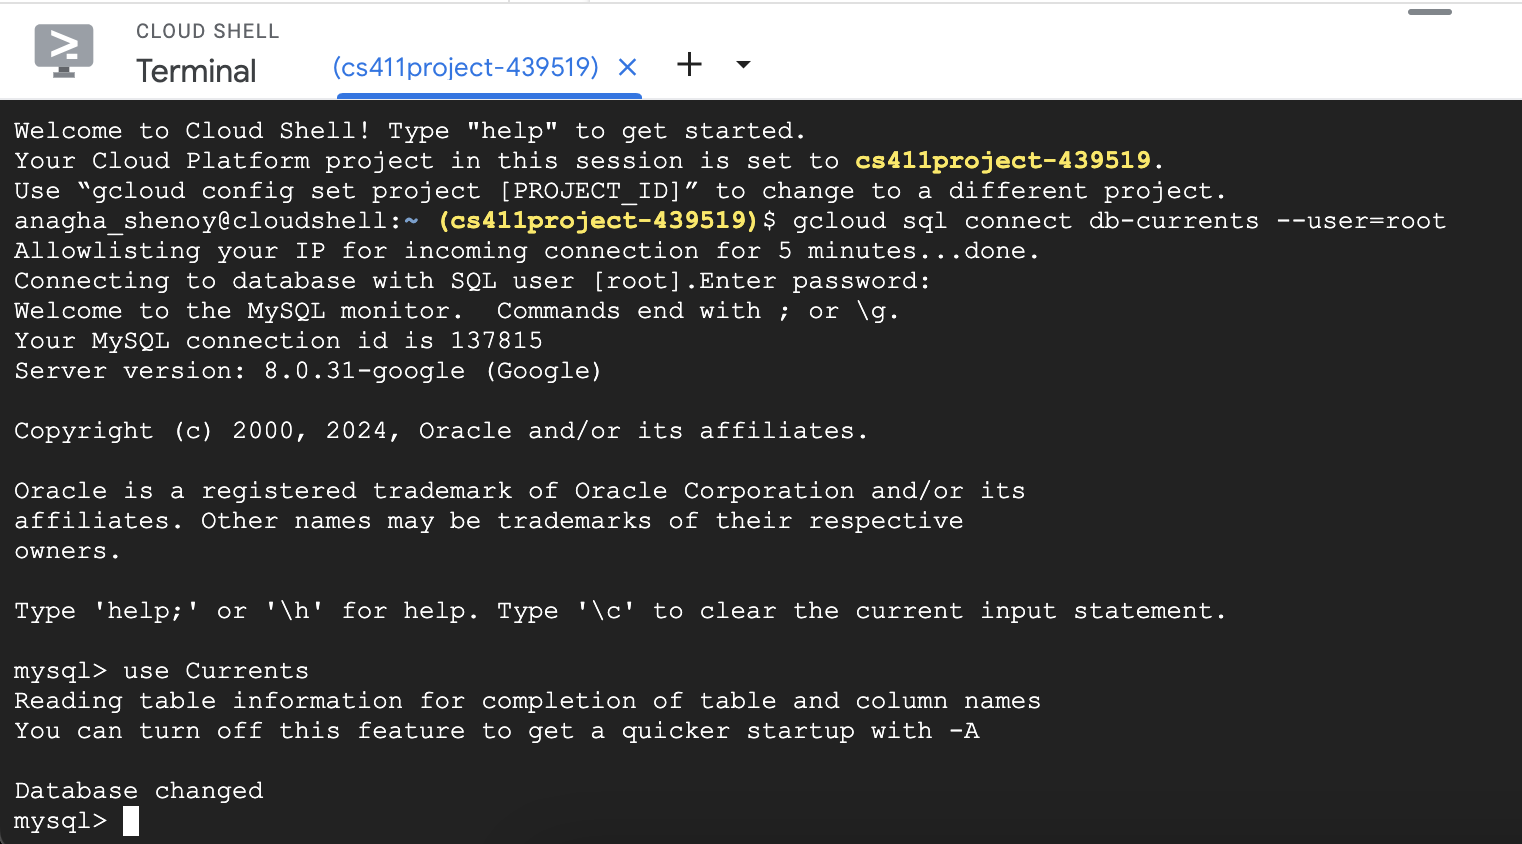 CLOUD SHELL
Terminal
(cs411project-439519)
Welcome to Cloud Shell! Type "help" to get started.
Your Cloud Platform project in this session is set to cs411project-439519.
Use “gcloud config set project [PROJECT_ID]” to change to a different project.
anagha_shenoy@cloudshell:~ (cs411project-439519)$ gcloud sql connect db-currents --user=root
Allowlisting your IP for incoming connection for 5 minutes...done.
Connecting to database with SQL user [root].Enter password:
Welcome to the MySQL monitor.  Commands end with ; or \g.
Your MySQL connection id is 137815
Server version: 8.0.31-google (Google)
Copyright (c) 2000, 2024, Oracle and/or its affiliates.
Oracle is a registered trademark of Oracle Corporation and/or its
affiliates. Other names may be trademarks of their respective
owners.
Type 'help;' or '\h' for help. Type '\c' to clear the current input statement.
mysql> use Currents
Reading table information for completion of table and column names
You can turn off this feature to get a quicker startup with -A
Database changed
mysql>